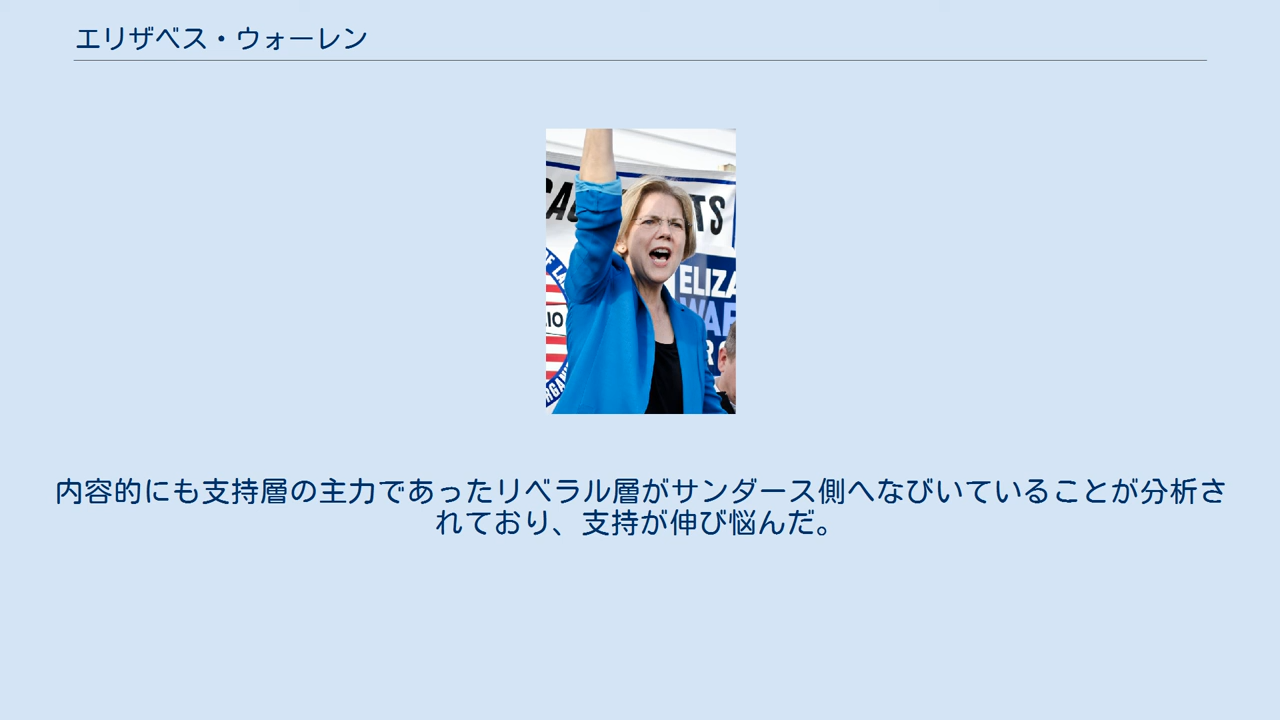 エリザベス・ウォーレン
TS
ELIZA
内容的にも支持層の主力であったリベラル層がサンダース側へなびいていることが分析さ
れており、支持が伸び悩んだ。